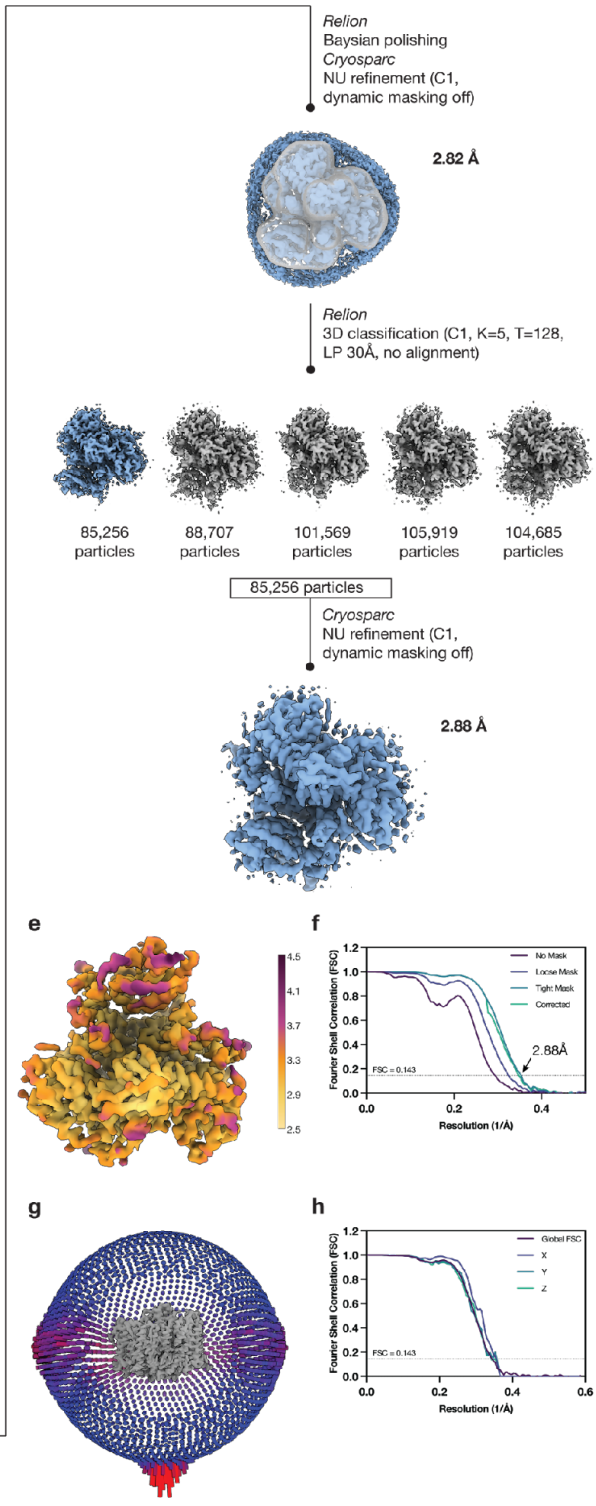 Relion
Baysian polishing
Cryosparc
NU refinement (C1,
dynamic masking off)
2.82 Å
Relion
3D classification (C1, K=5, T=128,
LP 30Å, no alignment)
85,256
particles
88,707
particles
101,569
particles
105,919
particles
104,685
particles
85,256 particles
Cryosparc
NU refinement (C1,
dynamic masking off)
2.88 Å
e
4.5
4.1
3.7
3.3
2.9
2.5
f
Fourier Shell Correlation (FSC)
1.2
1.0
0.8
0.6
0.4
0.2
0.0
No Mask
Loose Mask
Tight Mask
Corrected
2.88Å
FSC = 0.143
0.0 0.2 0.4
Resolution (1/Å)
g
h
Fourier Shell Correlation (FSC)
1.2
1.0
0.8
0.6
0.4
0.2
0.0
Global FSC
X
Y
Z
FSC = 0.143
0.0 0.2 0.4 0.6
Resolution (1/Å)